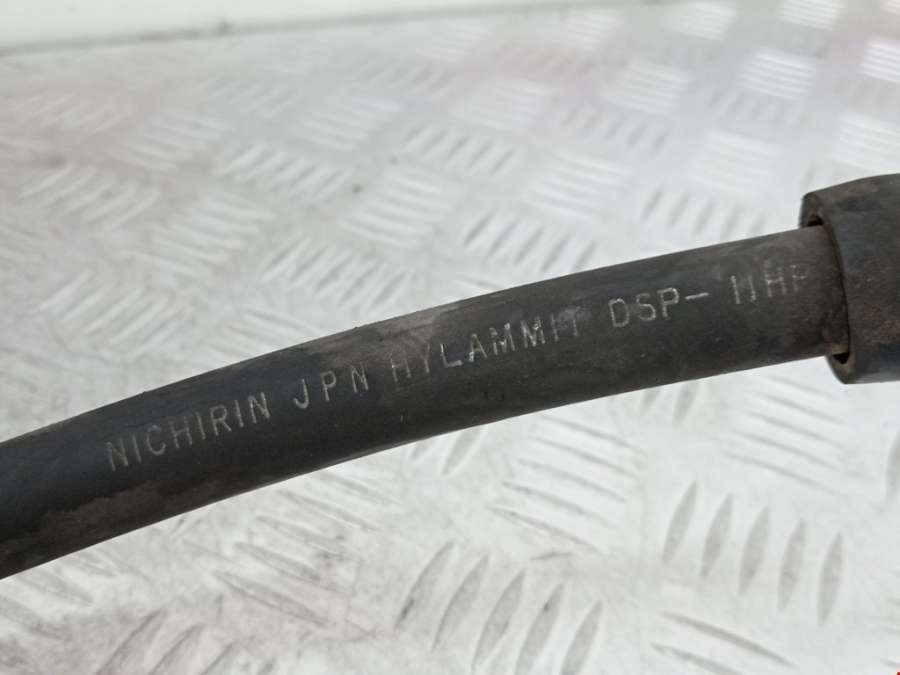 NICHIRIN JPN HYLAMMIT DSP- 11HP